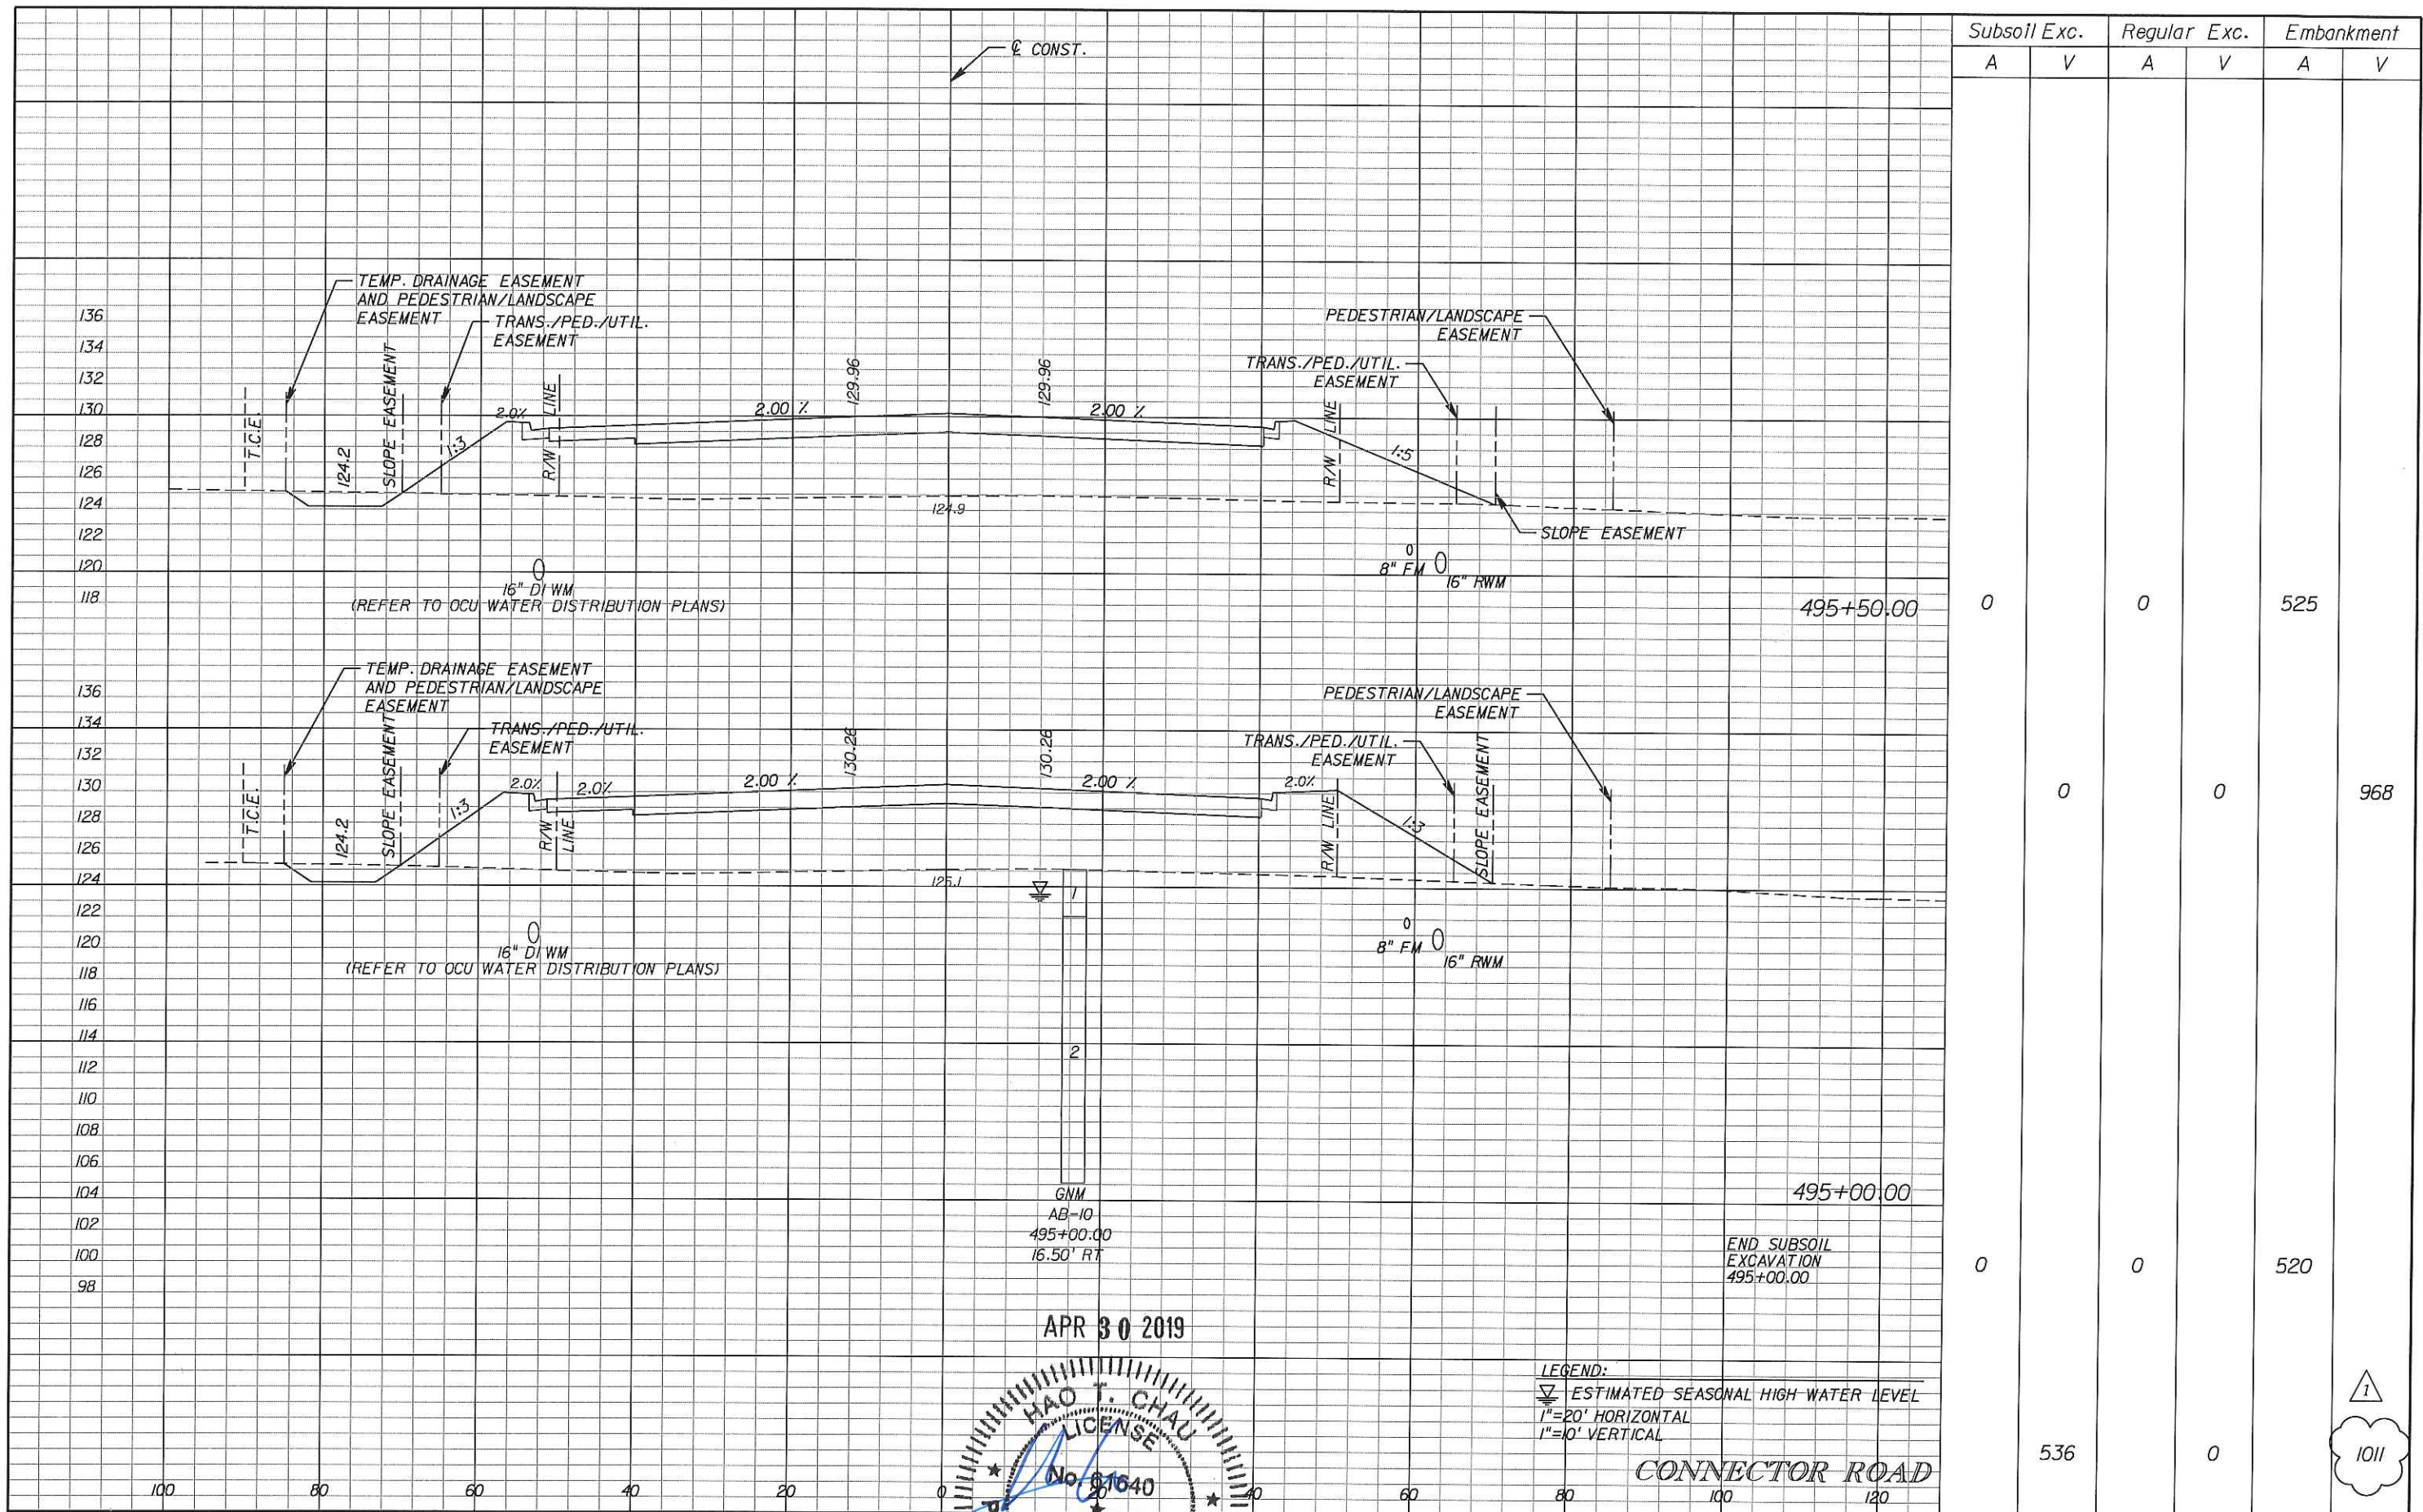 ℄ CONST.
Subsoil Exc. Regular Exc. Embankment
A V A V A V
TEMP. DRAINAGE EASEMENT
AND PEDESTRIAN/LANDSCAPE
EASEMENT
TRANS./PED./UTIL.
EASEMENT
PEDESTRIAN/LANDSCAPE
EASEMENT
TRANS./PED./UTIL.
EASEMENT
136
134
132
130
128
126
124
122
120
118
T.C.E.
124.2
SLOPE EASEMENT
1:3
2.0%
R/W LINE
2.00 %
129.96
129.96
2.00 %
R/W LINE
1:5
124.9
SLOPE EASEMENT
16" DI WM
(REFER TO OCU WATER DISTRIBUTION PLANS)
8" FM
16" RWM
495+50.00
0 0 525
TEMP. DRAINAGE EASEMENT
AND PEDESTRIAN/LANDSCAPE
EASEMENT
TRANS./PED./UTIL.
EASEMENT
PEDESTRIAN/LANDSCAPE
EASEMENT
TRANS./PED./UTIL.
EASEMENT
136
134
132
130
128
126
124
122
120
118
116
114
112
110
108
106
104
102
100
98
T.C.E.
124.2
SLOPE EASEMENT
1:3
2.0%
R/W LINE
2.0%
2.00 %
130.26
130.26
2.00 %
2.0%
R/W LINE
1:3
SLOPE EASEMENT
0 0 968
125.1
1
2
16" DI WM
(REFER TO OCU WATER DISTRIBUTION PLANS)
8" FM
16" RWM
GNM
AB-10
495+00.00
16.50' RT
495+00.00
END SUBSOIL
EXCAVATION
495+00.00
0 0 520
APR 30 2019
HAO T. CHAU
LICENSE
No. 61640
LEGEND:
ESTIMATED SEASONAL HIGH WATER LEVEL
1"=20' HORIZONTAL
1"=10' VERTICAL
CONNECTOR ROAD
1
536 0 1011
100 80 60 40 20 0 20 40 60 80 100 120